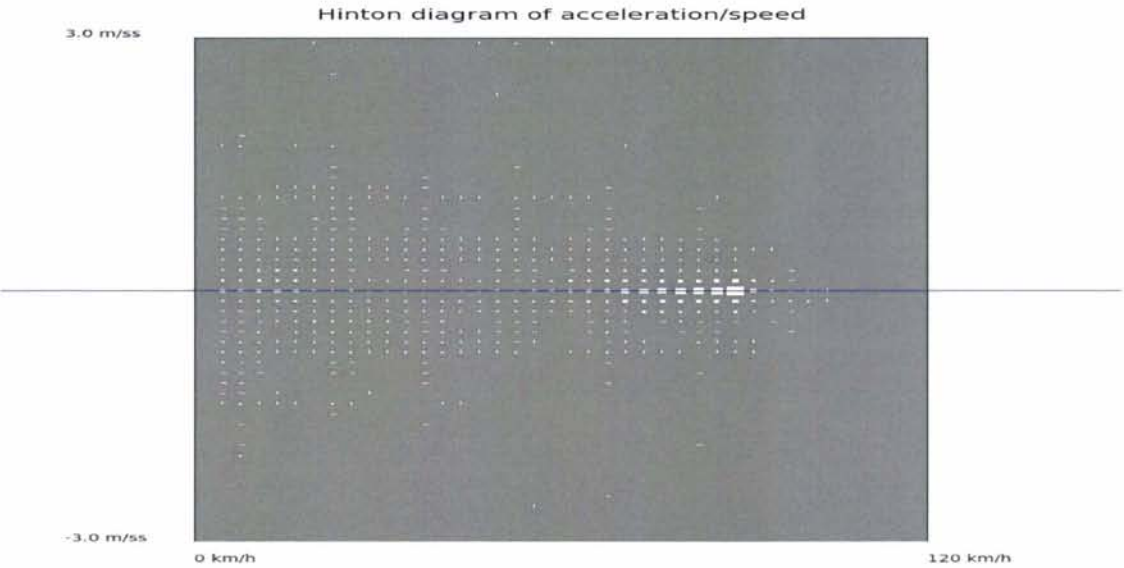 Hinton diagram of acceleration/speed
3.0 m/ss
-3.0 m/ss
0 km/h
120 km/h